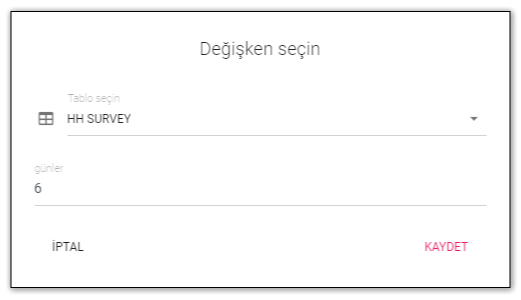 Değişken seçin
Tablo seçin
HH SURVEY
günler
6
İPTAL
KAYDET